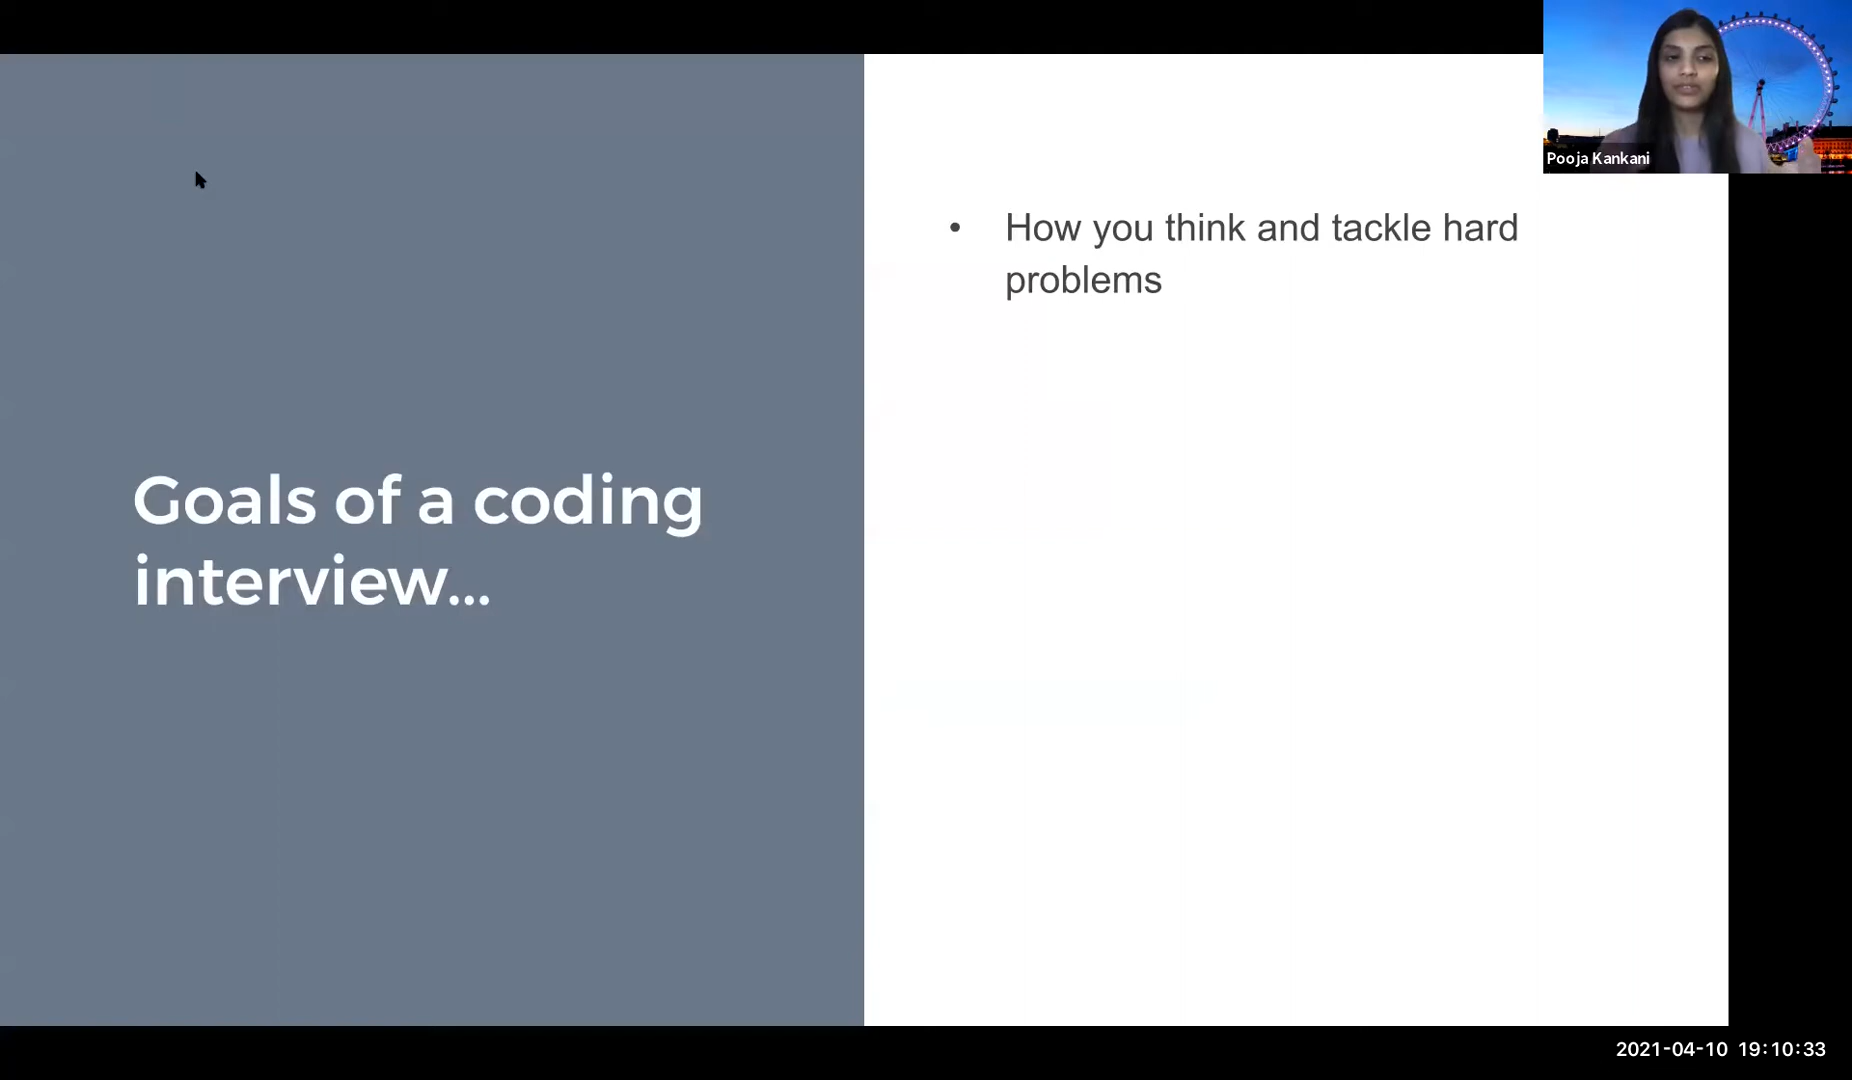 Pooja Kankani
• How you think and tackle hard
problems
Goals of a coding
interview...
2021-04-10 19:10:33